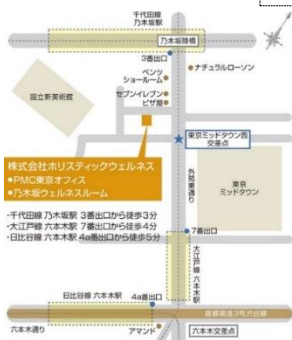 千代田線
乃木坂駅
乃木坂陸橋
3番出口
ベンツ
ショールーム
ナチュラルローソン
セブンイレブン
ピザ屋
国立新美術館
東京ミッドタウン西
交差点
株式会社ホリスティックウェルネス
●PMC東京オフィス
●乃木坂ウェルネスルーム
外苑東通り
東京
ミッドタウン
・千代田線 乃木坂駅 3番出口から徒歩3分
・大江戸線 六本木駅 7番出口から徒歩4分
・日比谷線 六本木駅 4a番出口から徒歩5分
7番出口
大江戸線 六本木駅
日比谷線 六本木駅
4a番出口
首都高速3号渋谷線
六本木通り
アマンド
六本木交差点